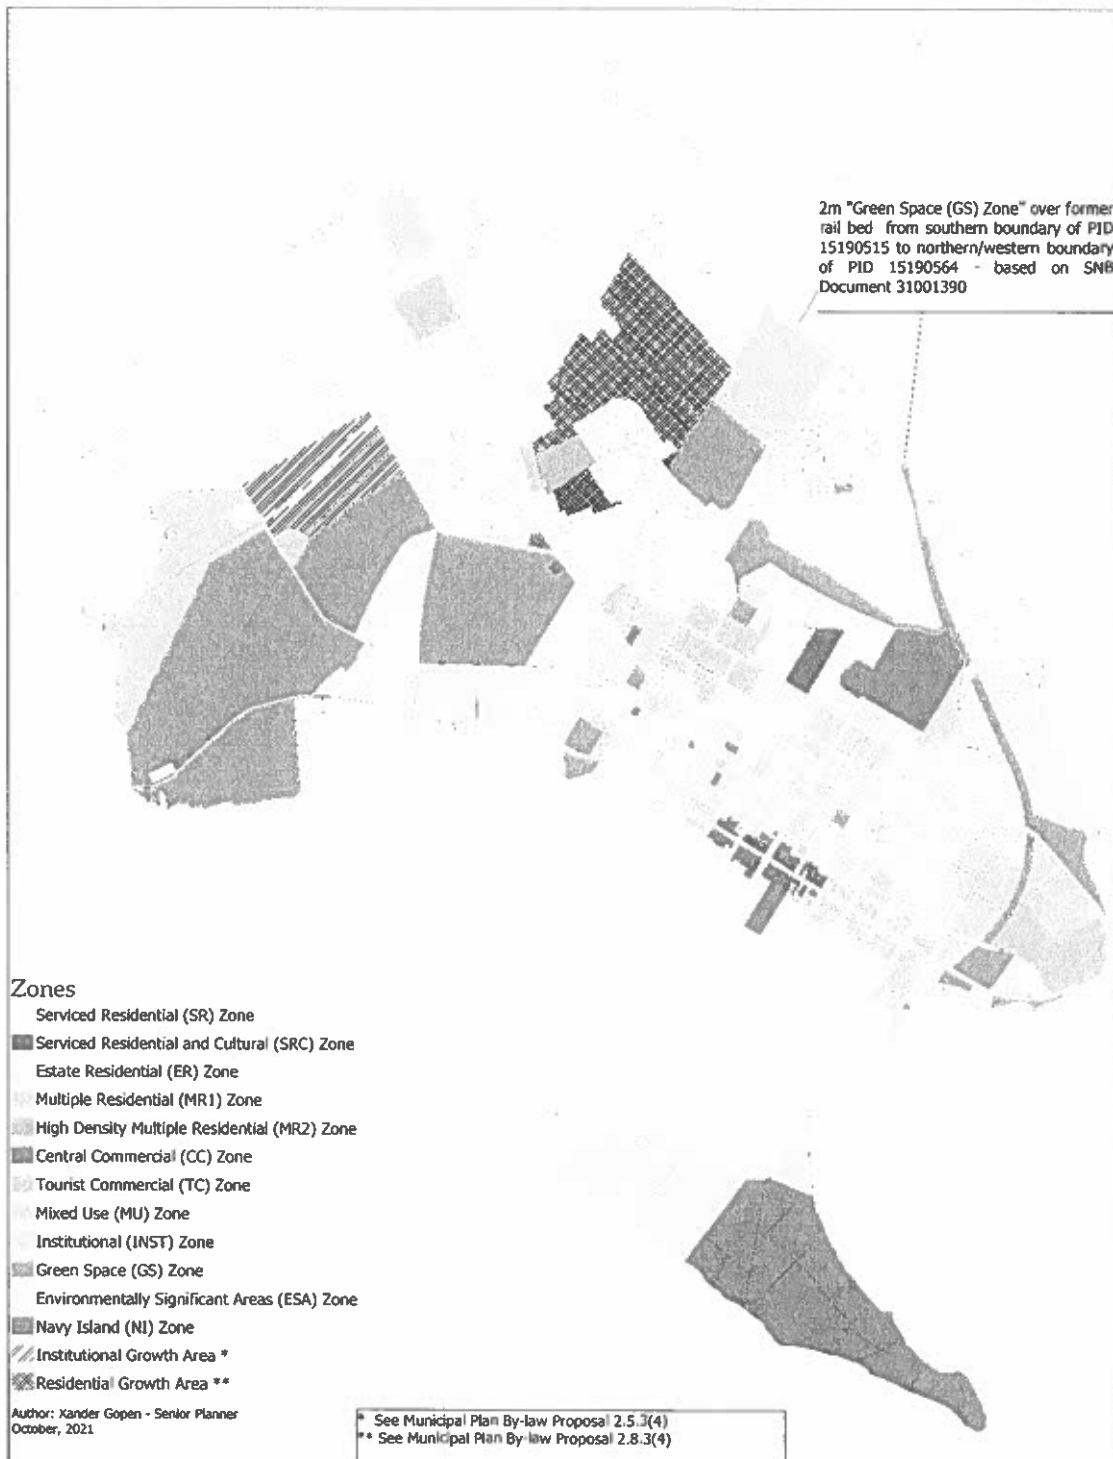 2m "Green Space (GS) Zone" over former
rail bed from southern boundary of PID
15190515 to northern/western boundary
of PID 15190564 - based on SNB
Document 31001390
Zones
Serviced Residential (SR) Zone
Serviced Residential and Cultural (SRC) Zone
Estate Residential (ER) Zone
Multiple Residential (MR1) Zone
High Density Multiple Residential (MR2) Zone
Central Commercial (CC) Zone
Tourist Commercial (TC) Zone
Mixed Use (MU) Zone
Institutional (INST) Zone
Green Space (GS) Zone
Environmentally Significant Areas (ESA) Zone
Navy Island (NI) Zone
Institutional Growth Area *
Residential Growth Area **
Author: Xander Gopen - Senior Planner
October, 2021
* See Municipal Plan By-law Proposal 2.5.3(4)
** See Municipal Plan By-law Proposal 2.8.3(4)